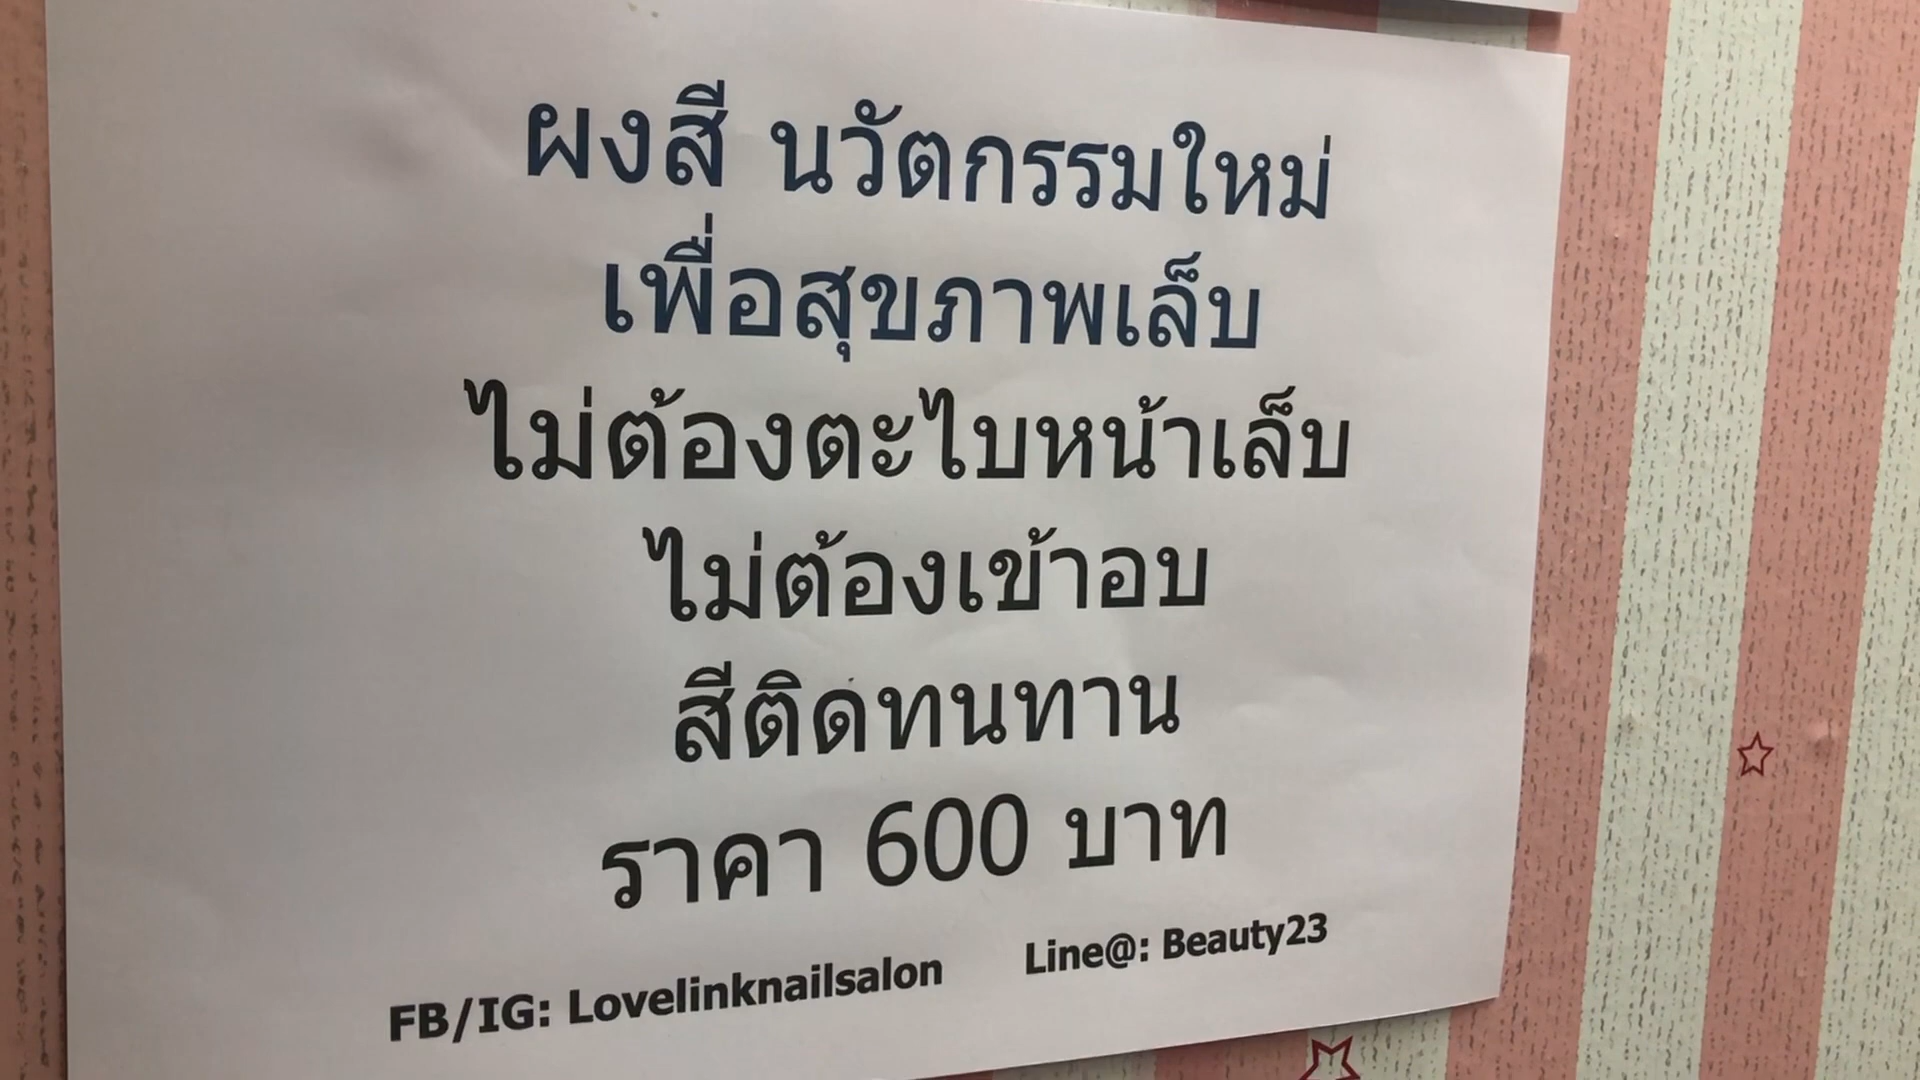 ผงสี นวัตกรรมใหม่
เพื่อสุขภาพเล็บ
ไม่ต้องตะไบหน้าเล็บ
ไม่ต้องเข้าอบ
สีติดทนทาน
ราคา 600 บาท
FB/IG: Lovelinknailsalon Line@: Beauty23